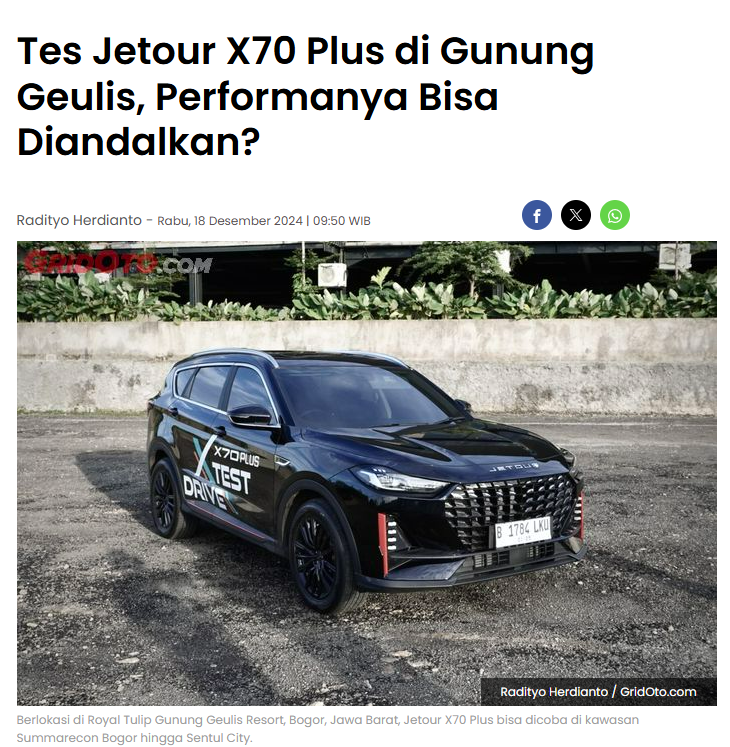 Tes Jetour X70 Plus di Gunung
Geulis, Performanya Bisa
Diandalkan?
Radityo Herdianto - Rabu, 18 Desember 2024 | 09:50 WIB
GRIDOTO.COM
JETOUR
X70PLUS
TEST
DRIVE
B 1784 LKU
Radityo Herdianto / GridOto.com
Berlokasi di Royal Tulip Gunung Geulis Resort, Bogor, Jawa Barat, Jetour X70 Plus bisa dicoba di kawasan
Summarecon Bogor hingga Sentul City.